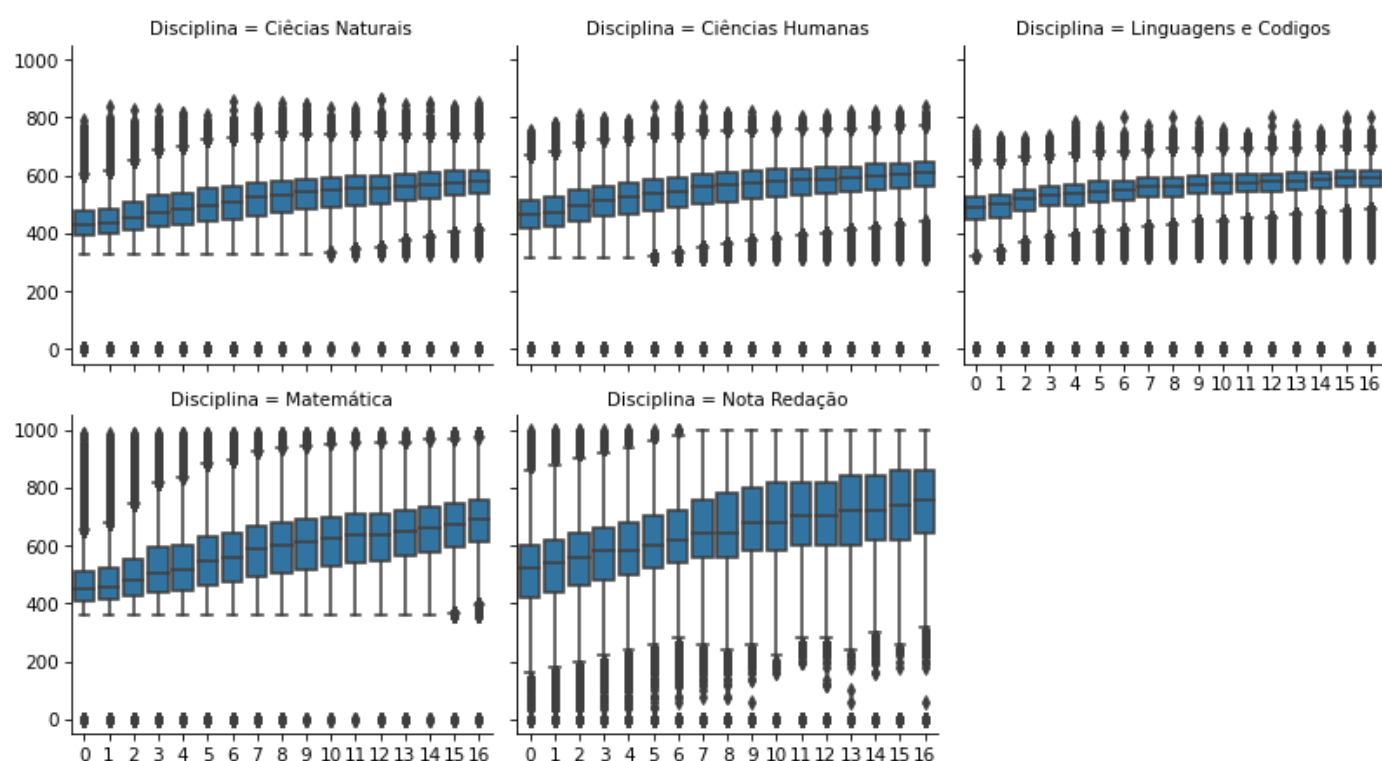 Disciplina = Ciêcias Naturais
Disciplina = Ciências Humanas
Disciplina = Linguagens e Codigos
1000
800
600
400
200
0
0 1 2 3 4 5 6 7 8 9 10 11 12 13 14 15 16
Disciplina = Matemática
Disciplina = Nota Redação
1000
800
600
400
200
0
0 1 2 3 4 5 6 7 8 9 10 11 12 13 14 15 16
0 1 2 3 4 5 6 7 8 9 10 11 12 13 14 15 16